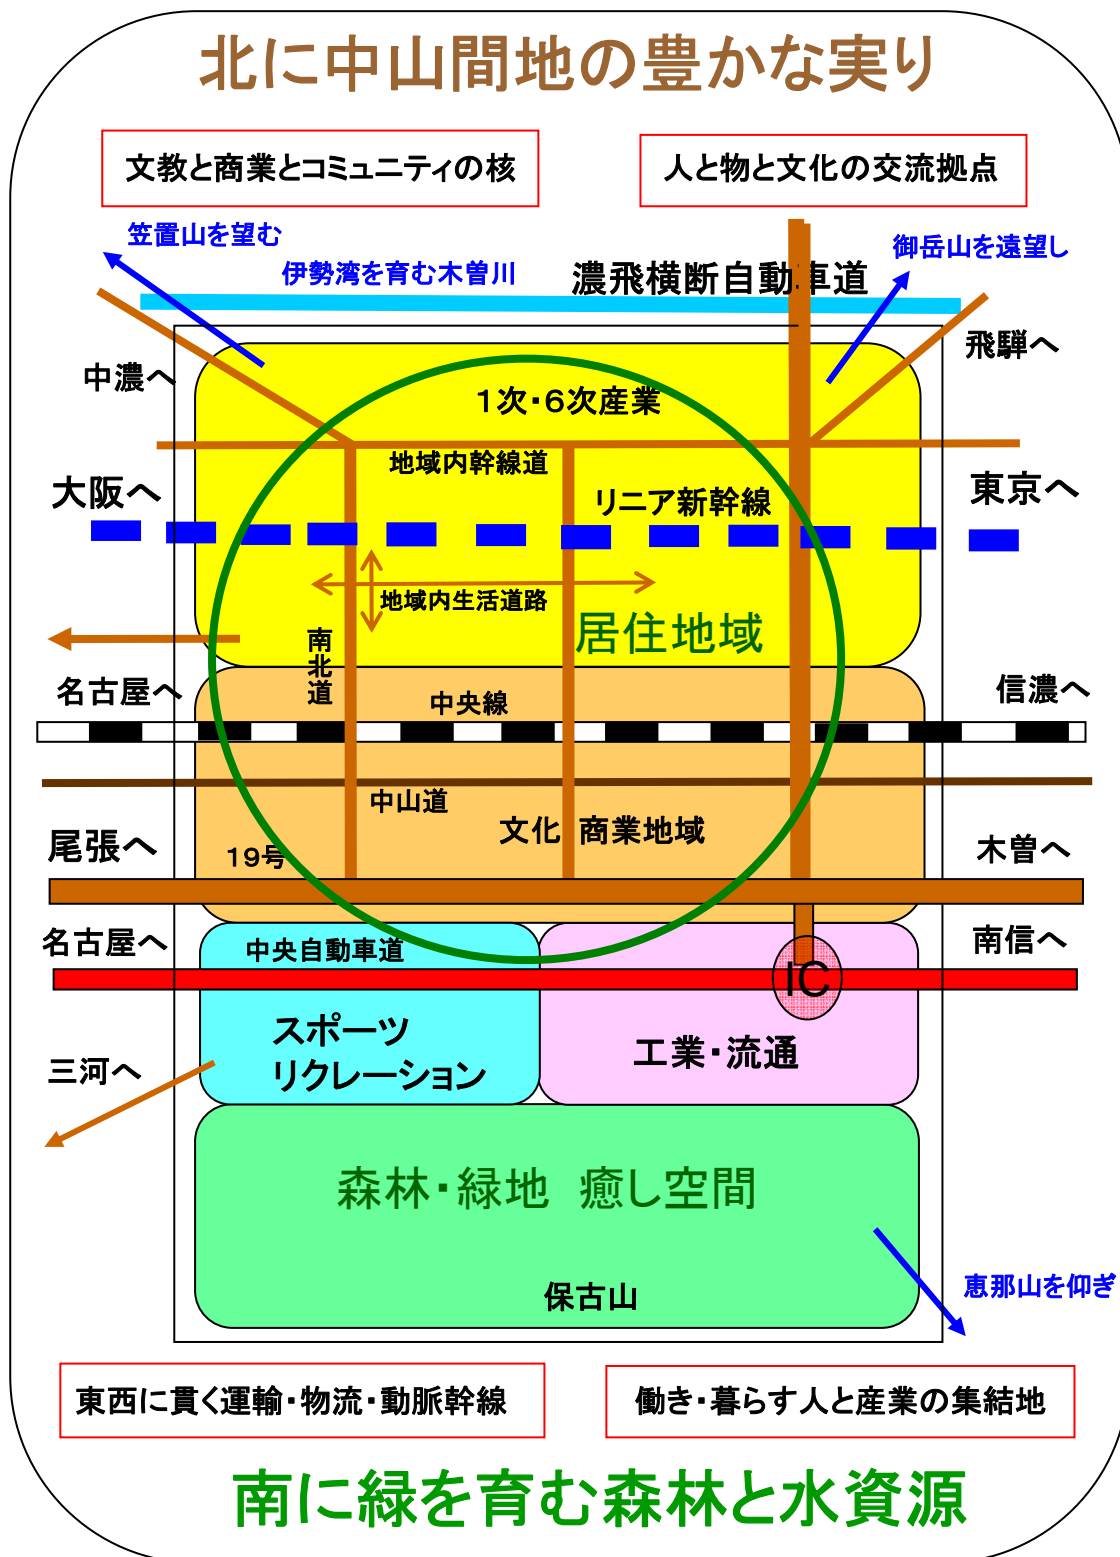 北に中山間地の豊かな実り
文教と商業とコミュニティの核
人と物と文化の交流拠点
笠置山を望む
御岳山を遠望し
伊勢湾を育む木曽川
濃飛横断自動車道
飛騨へ
中濃へ
1次・6次産業
地域内幹線道
大阪へ
リニア新幹線
東京へ
地域内生活道路
居住地域
南北道
名古屋へ
中央線
信濃へ
中山道
文化 商業地域
尾張へ
19号
木曽へ
名古屋へ
中央自動車道
南信へ
IC
スポーツ
リクレーション
工業・流通
三河へ
森林・緑地 癒し空間
恵那山を仰ぎ
保古山
東西に貫く運輸・物流・動脈幹線
働き・暮らす人と産業の集結地
南に緑を育む森林と水資源